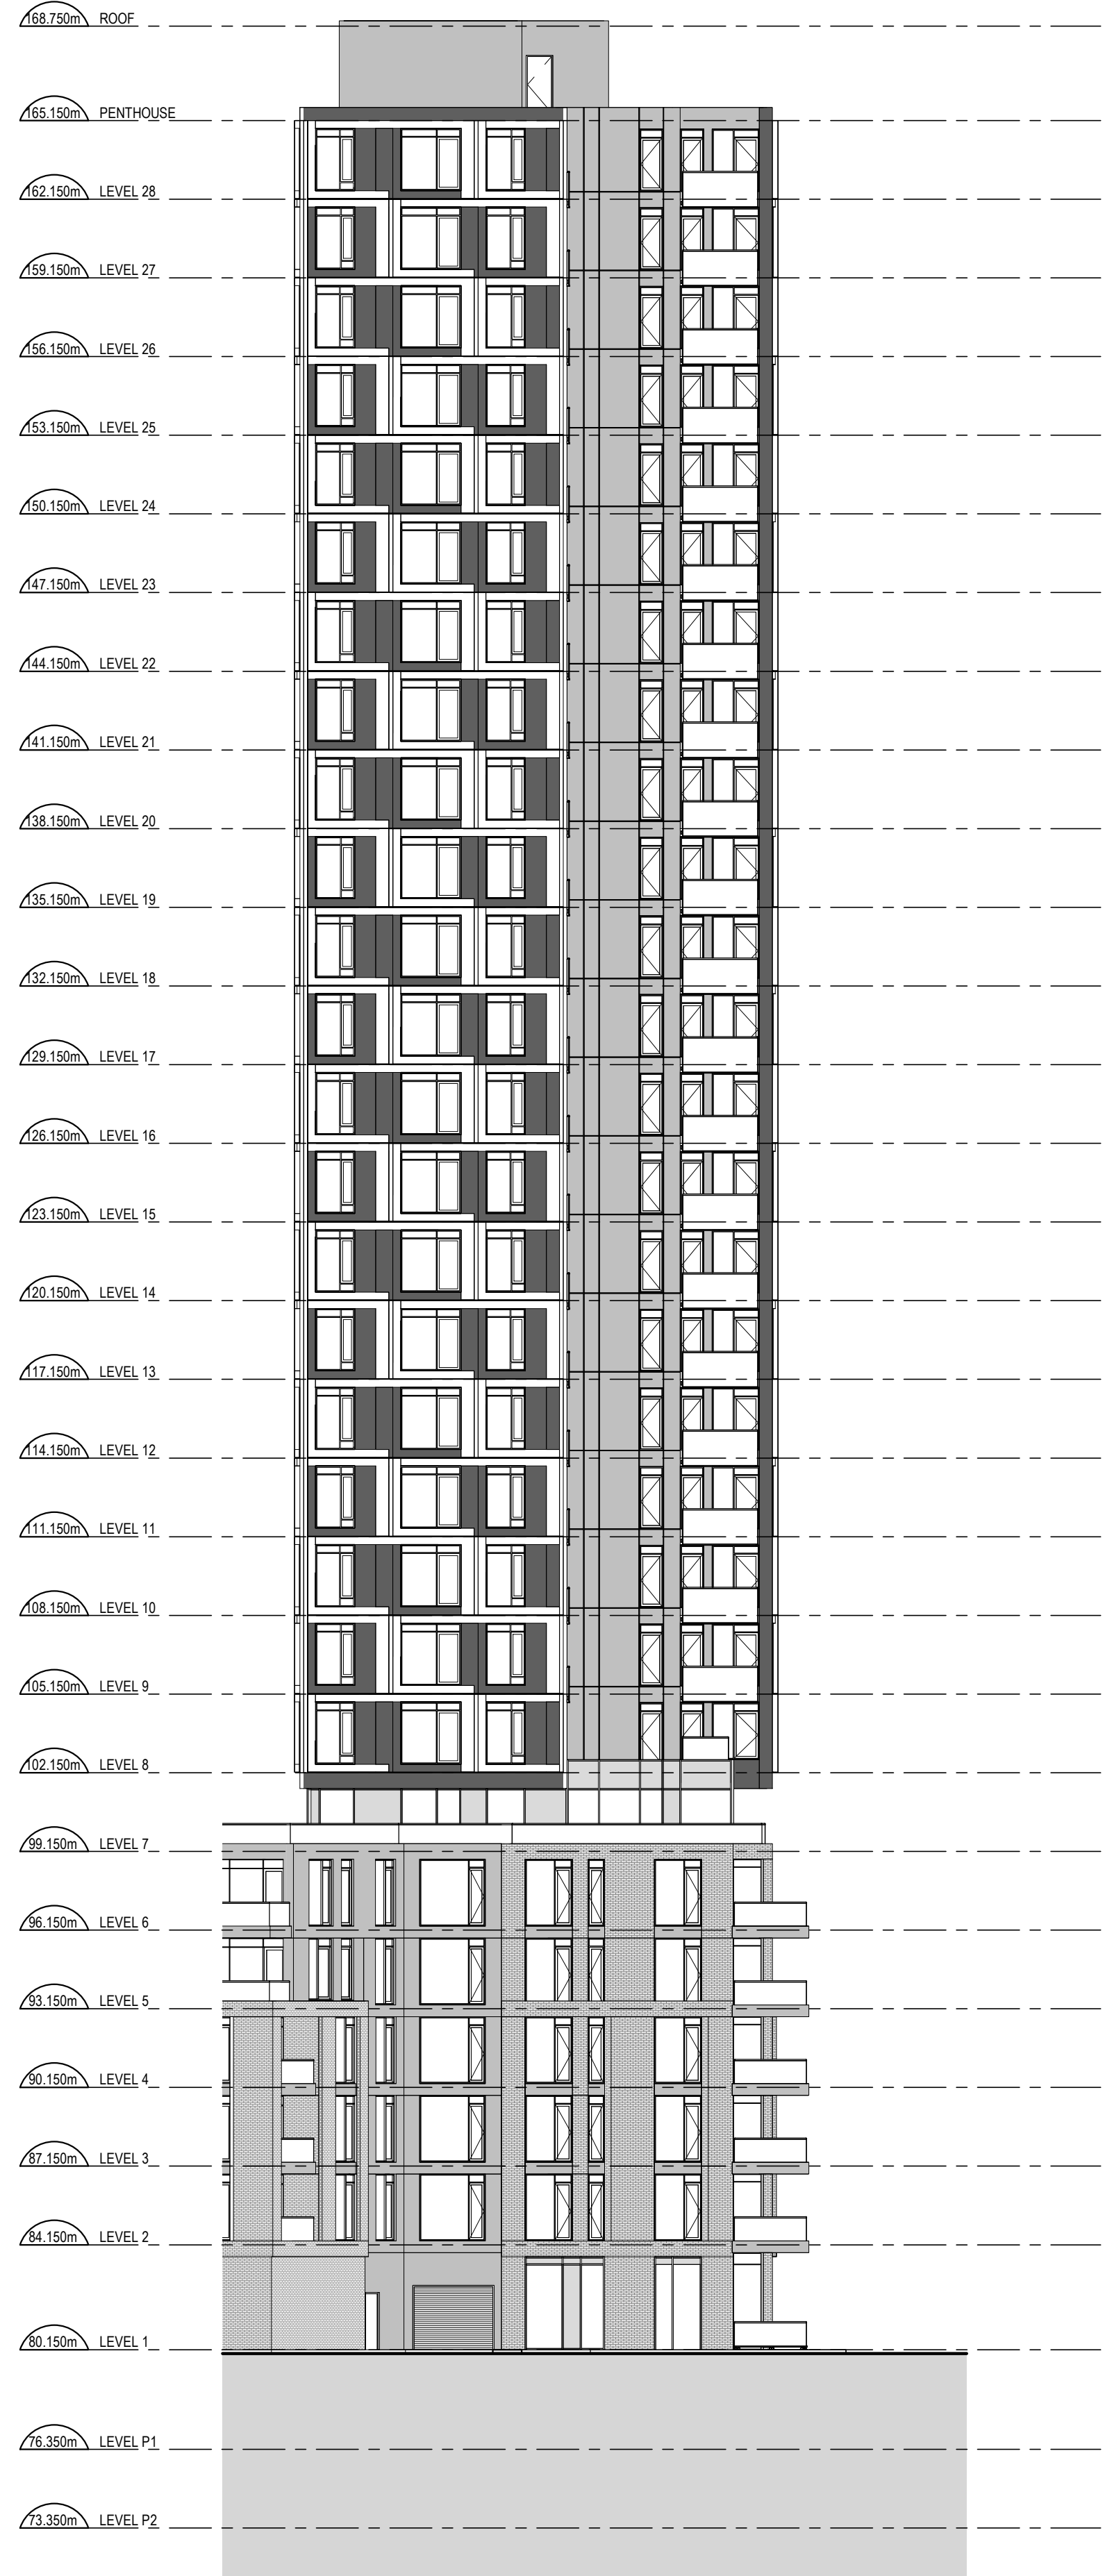 168.750m ROOF
165.150m PENTHOUSE
162.150m LEVEL 28
159.150m LEVEL 27
156.150m LEVEL 26
153.150m LEVEL 25
150.150m LEVEL 24
147.150m LEVEL 23
144.150m LEVEL 22
141.150m LEVEL 21
138.150m LEVEL 20
135.150m LEVEL 19
132.150m LEVEL 18
129.150m LEVEL 17
126.150m LEVEL 16
123.150m LEVEL 15
120.150m LEVEL 14
117.150m LEVEL 13
114.150m LEVEL 12
111.150m LEVEL 11
108.150m LEVEL 10
105.150m LEVEL 9
102.150m LEVEL 8
99.150m LEVEL 7
96.150m LEVEL 6
93.150m LEVEL 5
90.150m LEVEL 4
87.150m LEVEL 3
84.150m LEVEL 2
80.150m LEVEL 1
76.350m LEVEL P1
73.350m LEVEL P2